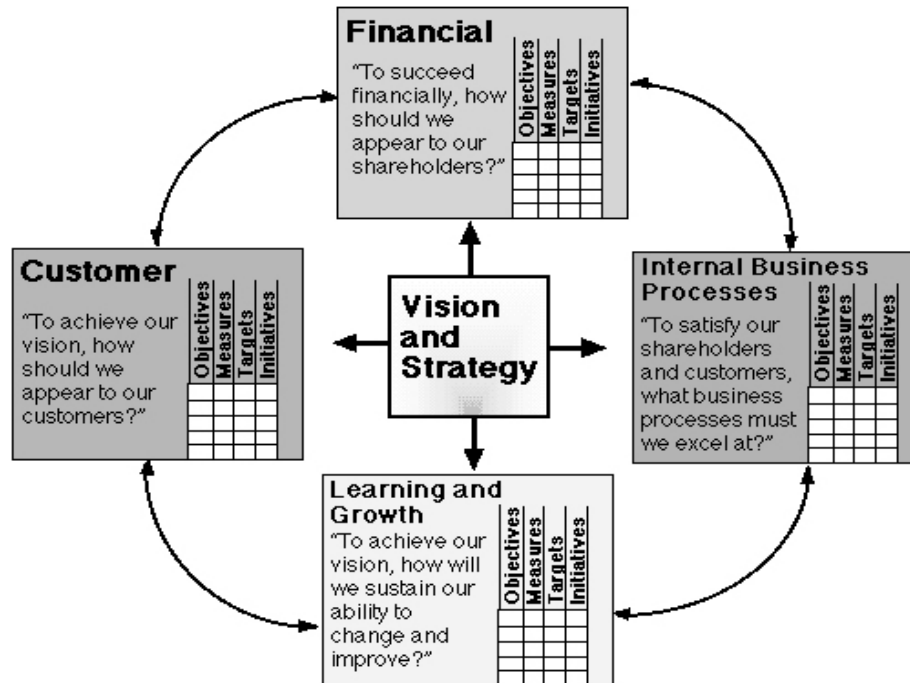 Financial
“To succeed
financially, how
should we
appear to our
shareholders?”
Objectives
Measures
Targets
Initiatives
Customer
“To achieve our
vision, how
should we
appear to our
customers?”
Objectives
Measures
Targets
Initiatives
Vision
and
Strategy
Internal Business
Processes
“To satisfy our
shareholders
and customers,
what business
processes must
we excel at?”
Objectives
Measures
Targets
Initiatives
Learning and
Growth
“To achieve our
vision, how will
we sustain our
ability to
change and
improve?”
Objectives
Measures
Targets
Initiatives